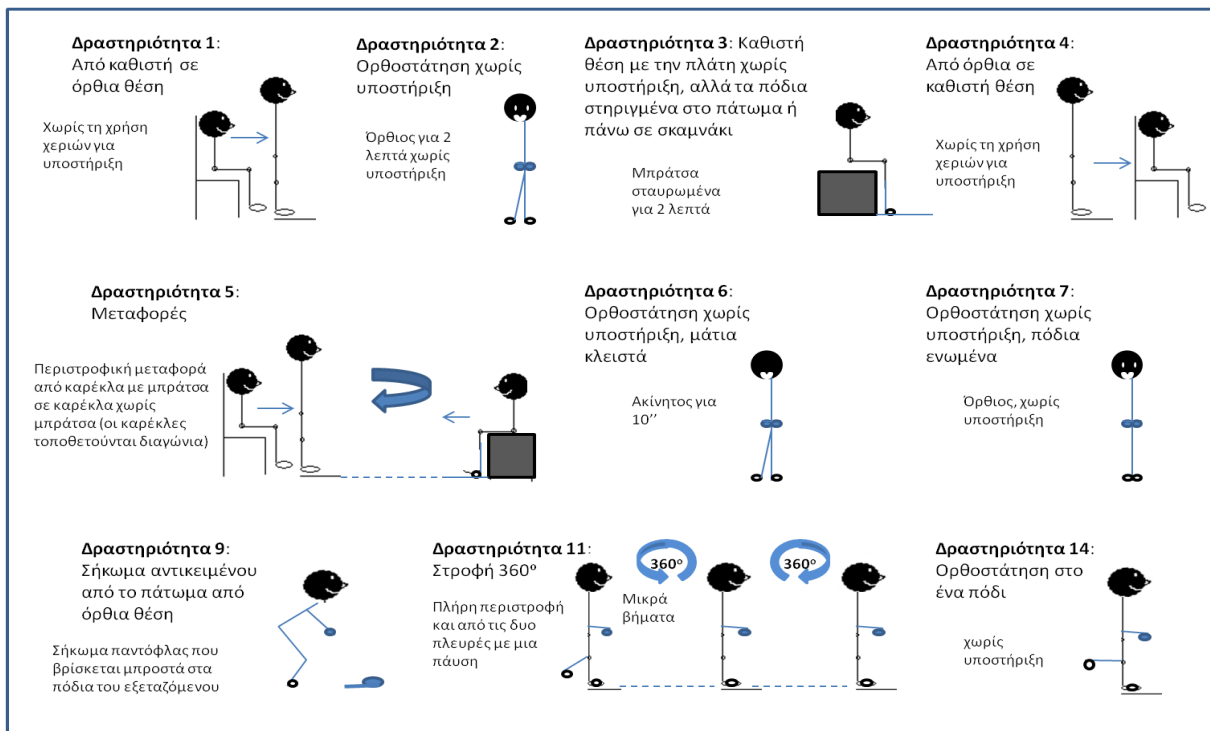 Δραστηριότητα 1:
Από καθιστή σε
όρθια θέση
Χωρίς τη χρήση
χεριών για
υποστήριξη
Δραστηριότητα 2:
Ορθοστάτηση χωρίς
υποστήριξη
Όρθιος για 2
λεπτά χωρίς
υποστήριξη
Δραστηριότητα 3: Καθιστή
θέση με την πλάτη χωρίς
υποστήριξη, αλλά τα πόδια
στηριγμένα στο πάτωμα ή
πάνω σε σκαμνάκι
Μπράτσα
σταυρωμένα
για 2 λεπτά
Δραστηριότητα 4:
Από όρθια σε
καθιστή θέση
Χωρίς τη χρήση
χεριών για
υποστήριξη
Δραστηριότητα 5:
Μεταφορές
Περιστροφική μεταφορά
από καρέκλα με μπράτσα
σε καρέκλα χωρίς
μπράτσα (οι καρέκλες
τοποθετούνται διαγώνια)
Δραστηριότητα 6:
Ορθοστάτηση χωρίς
υποστήριξη, μάτια
κλειστά
Ακίνητος για
10’’
Δραστηριότητα 7:
Ορθοστάτηση χωρίς
υποστήριξη, πόδια
ενωμένα
Όρθιος, χωρίς
υποστήριξη
Δραστηριότητα 9:
Σήκωμα αντικειμένου
από το πάτωμα από
όρθια θέση
Σήκωμα παντόφλας που
βρίσκεται μπροστά στα
πόδια του εξεταζόμενου
Δραστηριότητα 11:
Στροφή 360°
Πλήρη περιστροφή
και από τις δυο
πλευρές με μια
παύση
360°
Μικρά
βήματα
360°
Δραστηριότητα 14:
Ορθοστάτηση στο
ένα πόδι
χωρίς
υποστήριξη